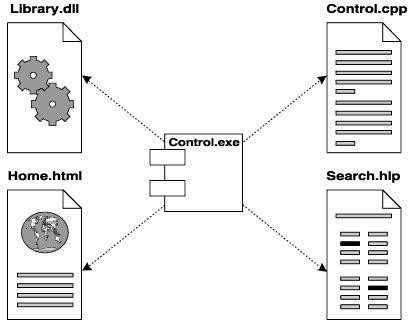 Library.dll
Control.cpp
Control.exe
Home.html
Search.hlp